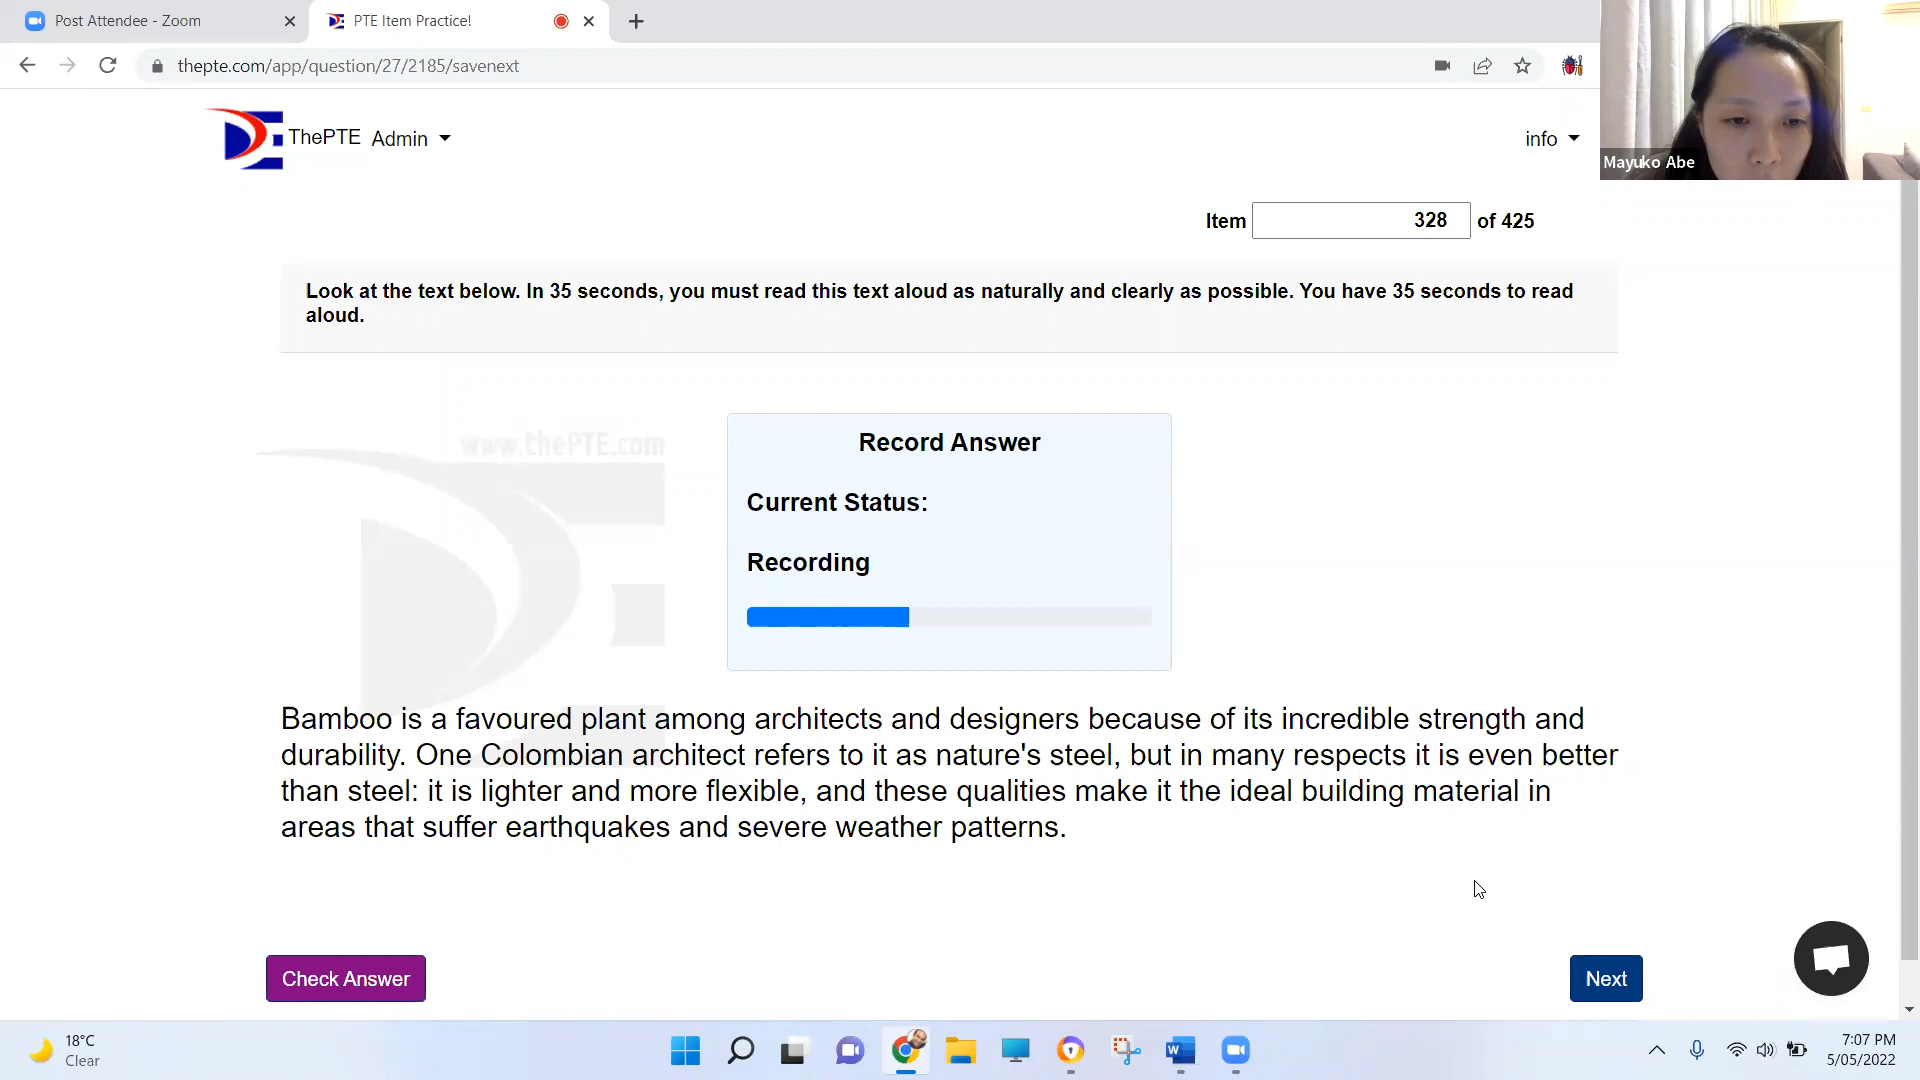 Post Attendee - Zoom
PTE Item Practice!
thepte.com/app/question/27/2185/savenext
ThePTE Admin
info
Mayuko Abe
Item 328 of 425
Look at the text below. In 35 seconds, you must read this text aloud as naturally and clearly as possible. You have 35 seconds to read
aloud.
www.thePTE.com
Record Answer
Current Status:
Recording
Bamboo is a favoured plant among architects and designers because of its incredible strength and
durability. One Colombian architect refers to it as nature's steel, but in many respects it is even better
than steel: it is lighter and more flexible, and these qualities make it the ideal building material in
areas that suffer earthquakes and severe weather patterns.
Check Answer
Next
18°C
Clear
7:07 PM
5/05/2022